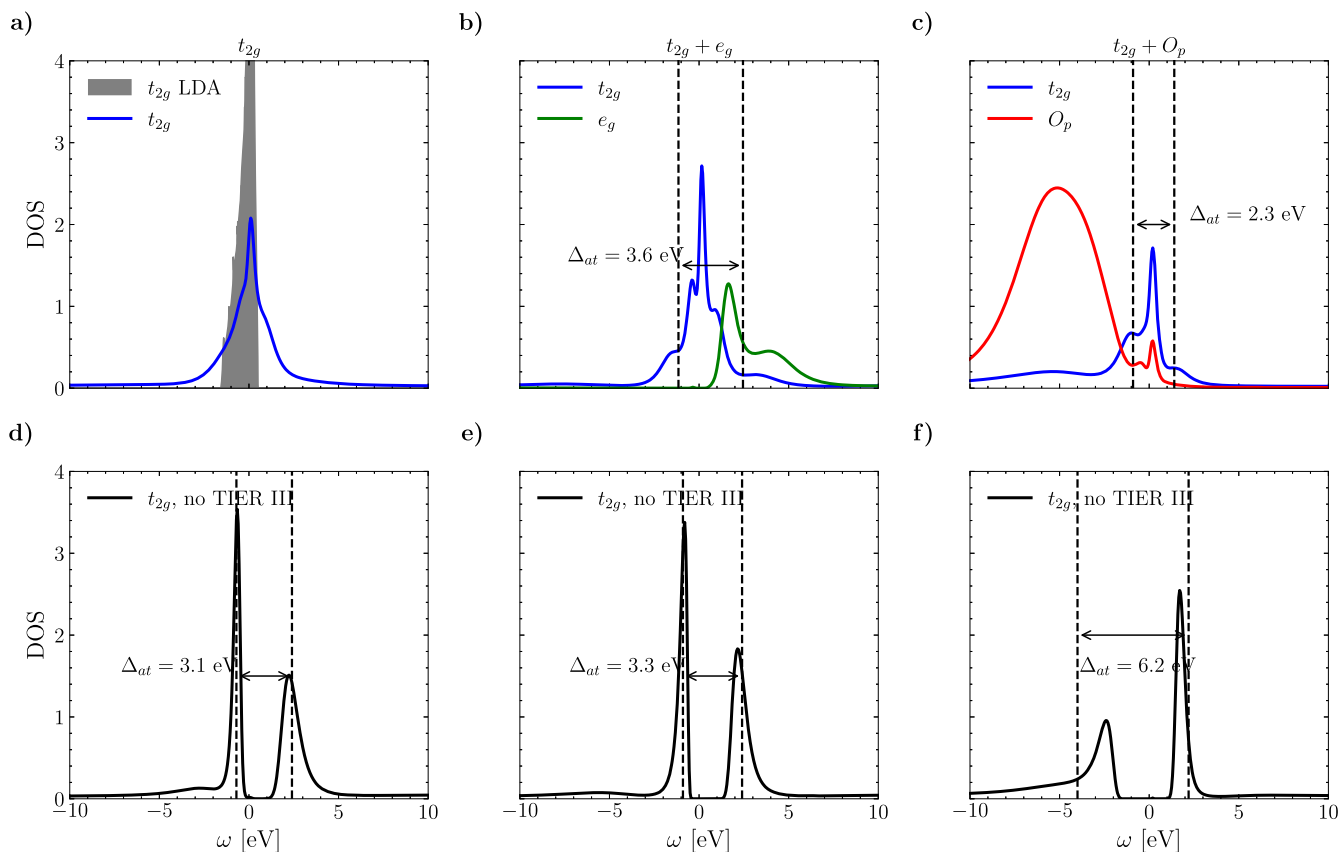 a)
t2g
4
3
2
1
0
DOS
t2g LDA
t2g
b)
t2g + eg
t2g
eg
Δat = 3.6 eV
c)
t2g + Op
t2g
Op
Δat = 2.3 eV
d)
4
3
2
1
0
DOS
t2g, no TIER III
Δat = 3.1 eV
−10 −5 0 5 10
ω [eV]
e)
t2g, no TIER III
Δat = 3.3 eV
−10 −5 0 5 10
ω [eV]
f)
t2g, no TIER III
Δat = 6.2 eV
−10 −5 0 5 10
ω [eV]